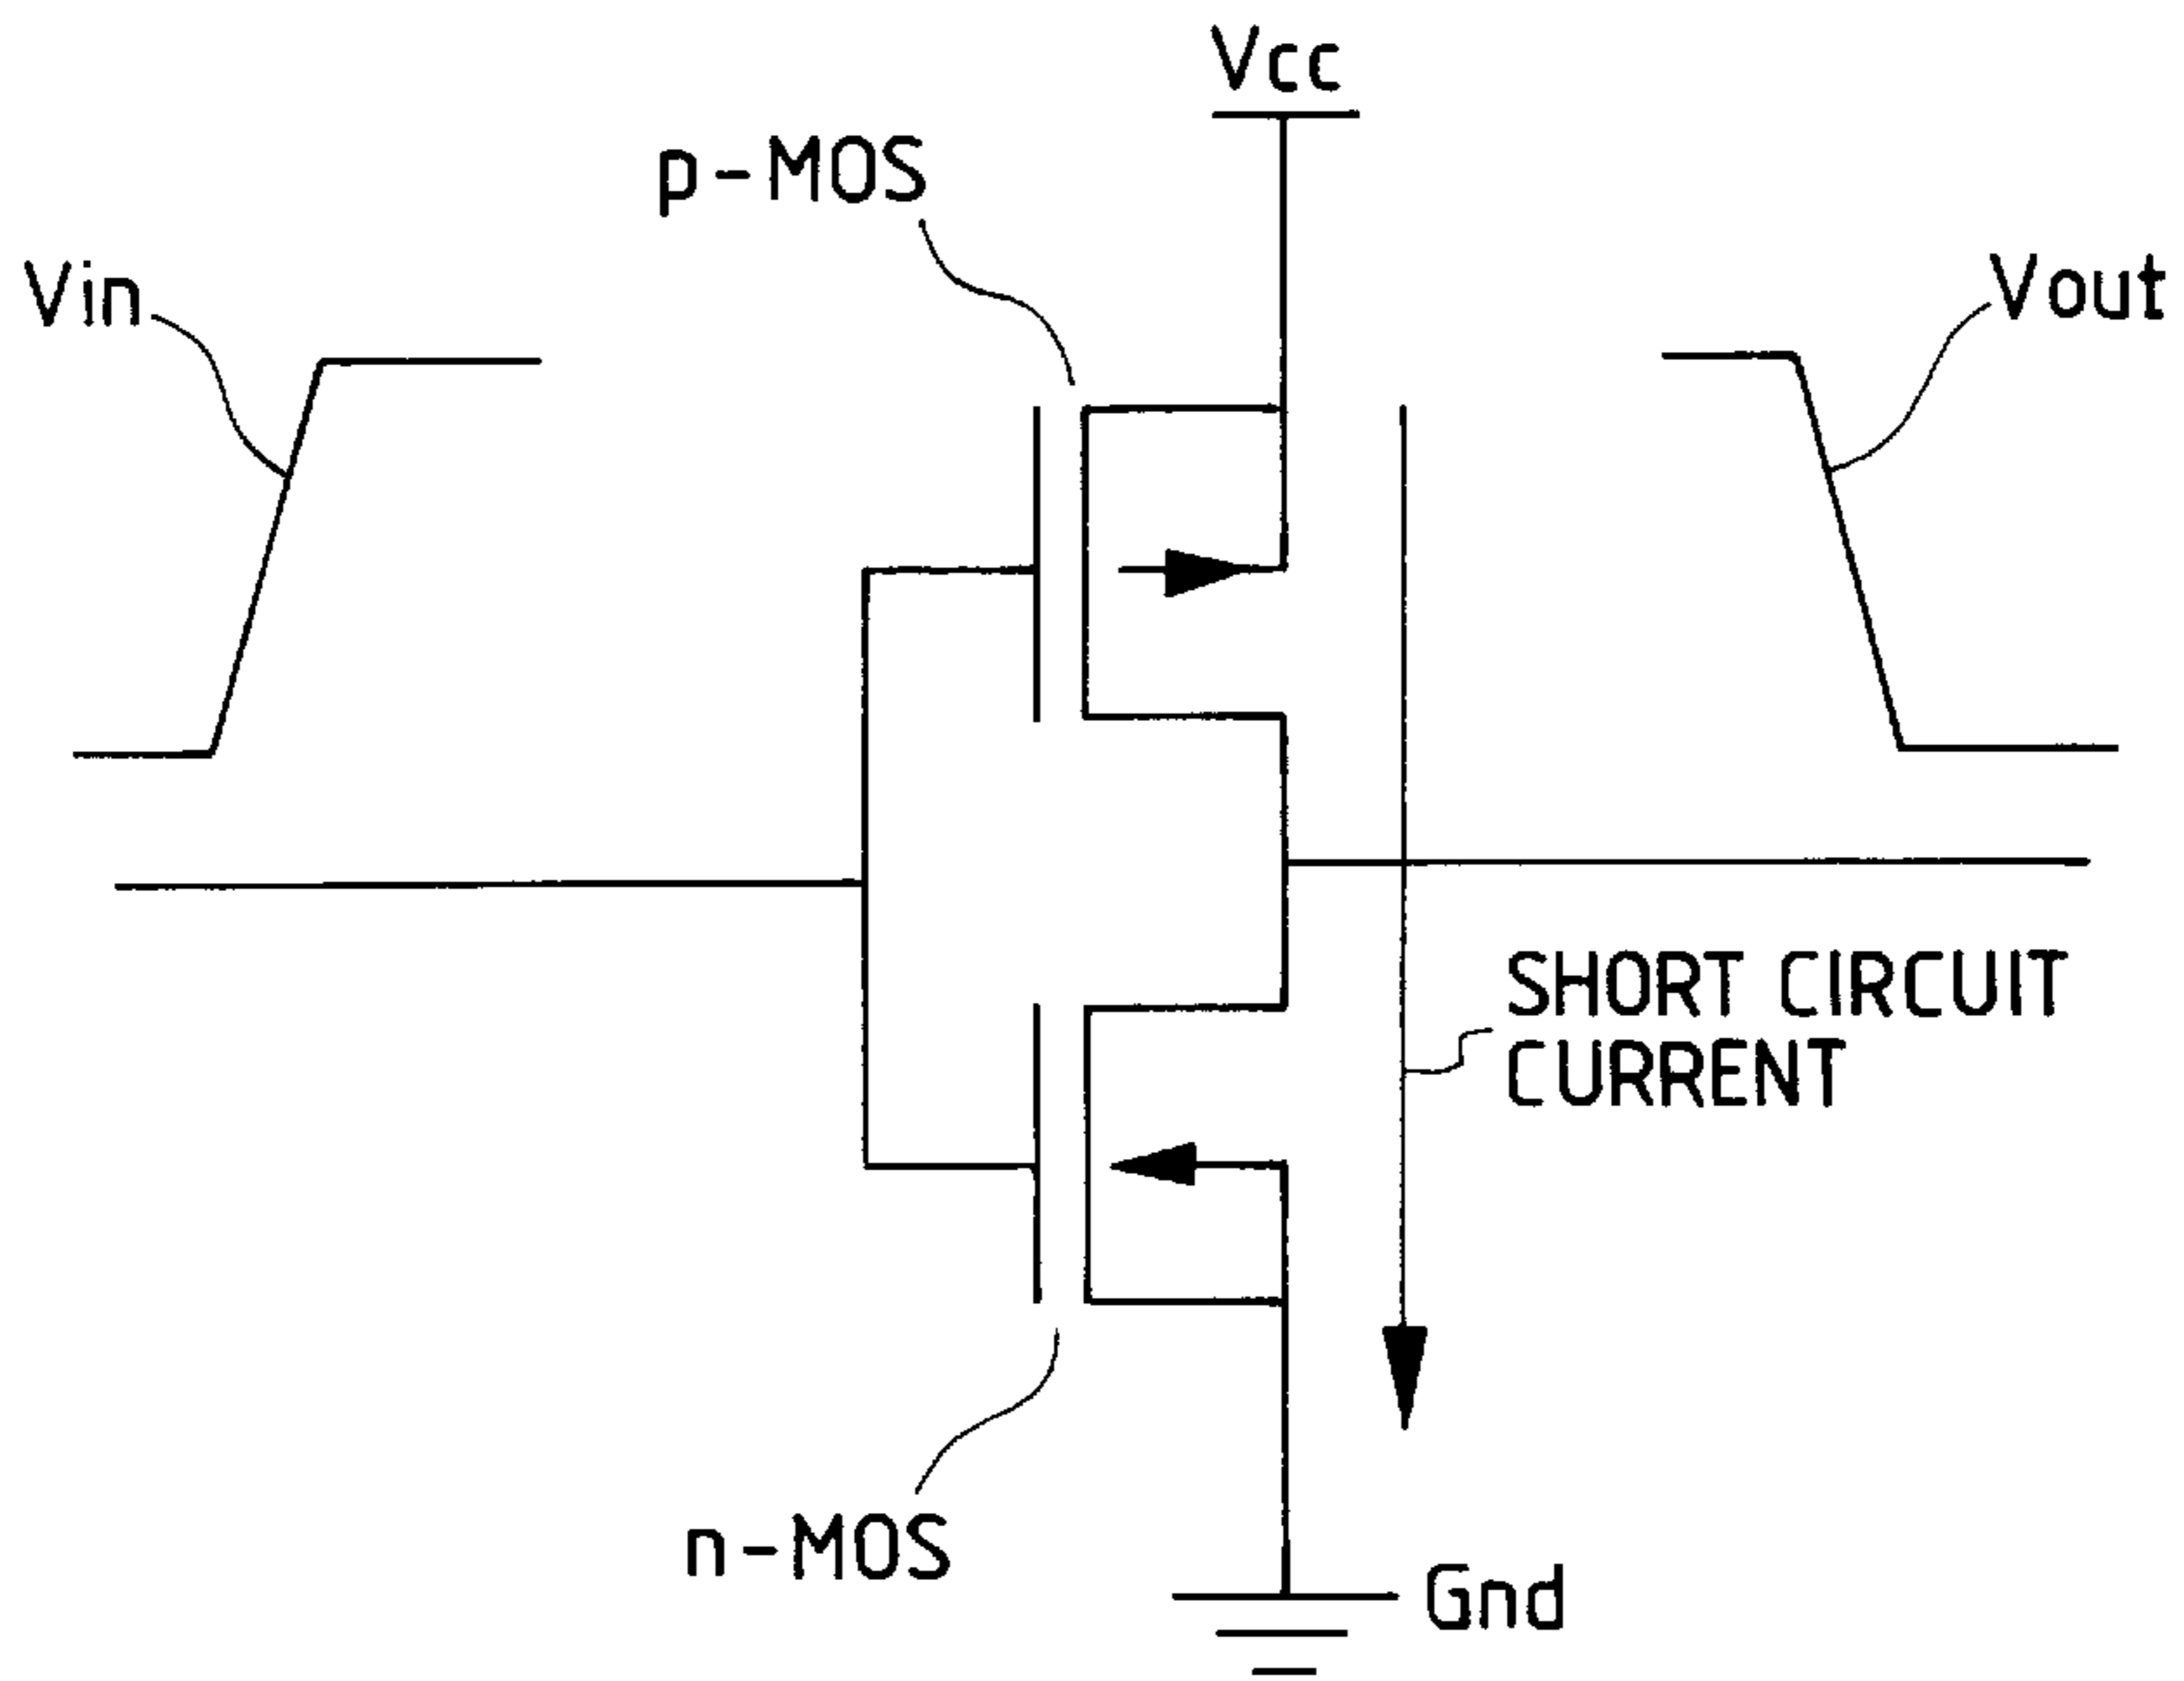 Vcc
p-MOS
Vin
Vout
SHORT CIRCUIT
CURRENT
n-MOS
Gnd